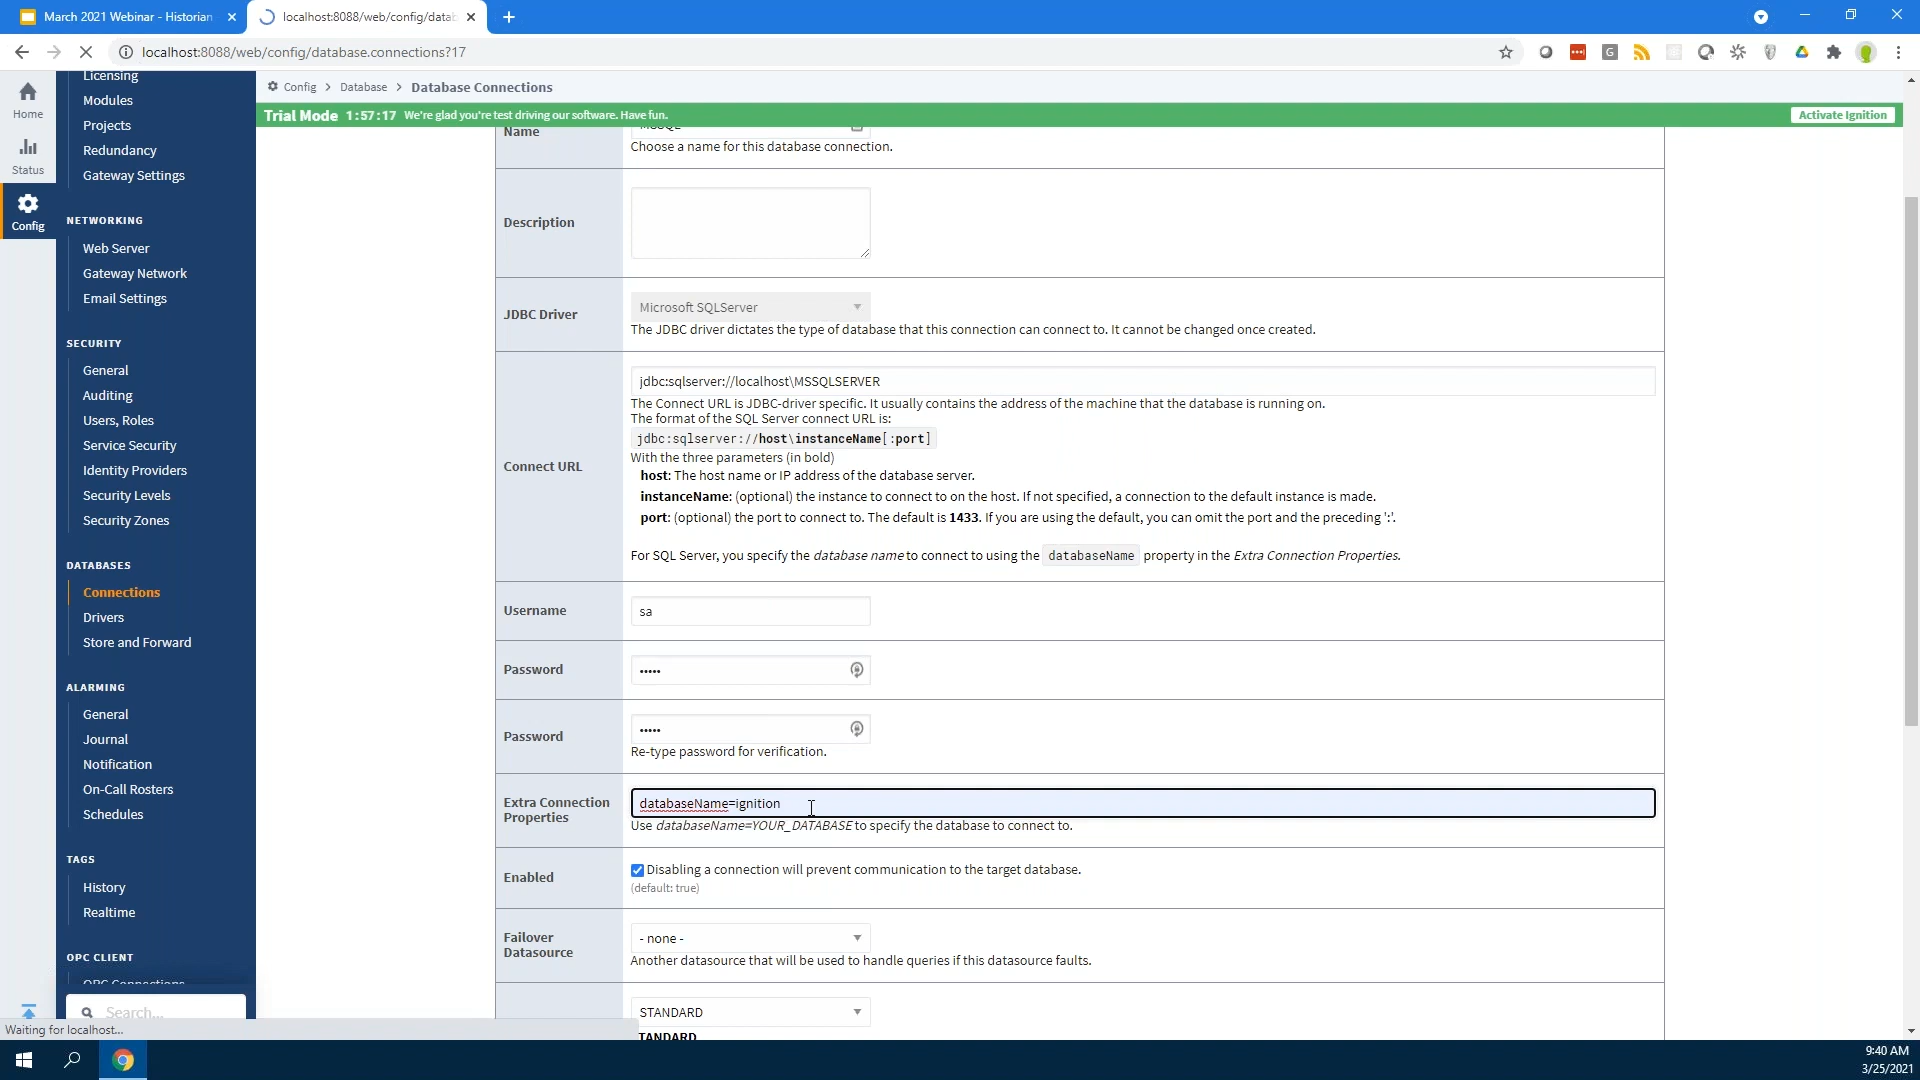 March 2021 Webinar - Historian
localhost:8088/web/config/datab
localhost:8088/web/config/database.connections?17
Home
Status
Config
Licensing
Modules
Projects
Redundancy
Gateway Settings
NETWORKING
Web Server
Gateway Network
Email Settings
SECURITY
General
Auditing
Users, Roles
Service Security
Identity Providers
Security Levels
Security Zones
DATABASES
Connections
Drivers
Store and Forward
ALARMING
General
Journal
Notification
On-Call Rosters
Schedules
TAGS
History
Realtime
OPC CLIENT
OPC Connections
Search...
Waiting for localhost...
Config > Database > Database Connections
Trial Mode 1:57:17 We're glad you're test driving our software. Have fun.
Activate Ignition
Name
MSSQL
Choose a name for this database connection.
Description
JDBC Driver
Microsoft SQLServer
The JDBC driver dictates the type of database that this connection can connect to. It cannot be changed once created.
Connect URL
jdbc:sqlserver://localhost\MSSQLSERVER
The Connect URL is JDBC-driver specific. It usually contains the address of the machine that the database is running on.
The format of the SQL Server connect URL is:
jdbc:sqlserver://host\instanceName[:port]
With the three parameters (in bold)
host: The host name or IP address of the database server.
instanceName: (optional) the instance to connect to on the host. If not specified, a connection to the default instance is made.
port: (optional) the port to connect to. The default is 1433. If you are using the default, you can omit the port and the preceding ':'.
For SQL Server, you specify the database name to connect to using the databaseName property in the Extra Connection Properties.
Username
sa
Password
•••••
Password
•••••
Re-type password for verification.
Extra Connection
Properties
databaseName=ignition
Use databaseName=YOUR_DATABASE to specify the database to connect to.
Enabled
Disabling a connection will prevent communication to the target database.
(default: true)
Failover
Datasource
- none -
Another datasource that will be used to handle queries if this datasource faults.
STANDARD
TANDARD
9:40 AM
3/25/2021